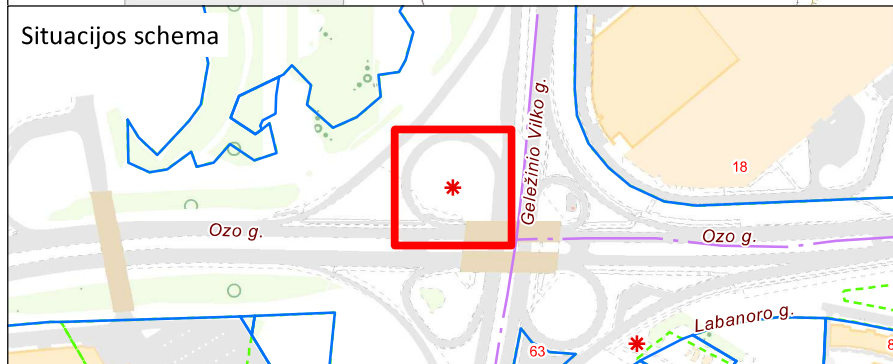 Situacijos schema
Geležinio Vilko g.
18
Ozo g.
Ozo g.
Labanoro g.
63